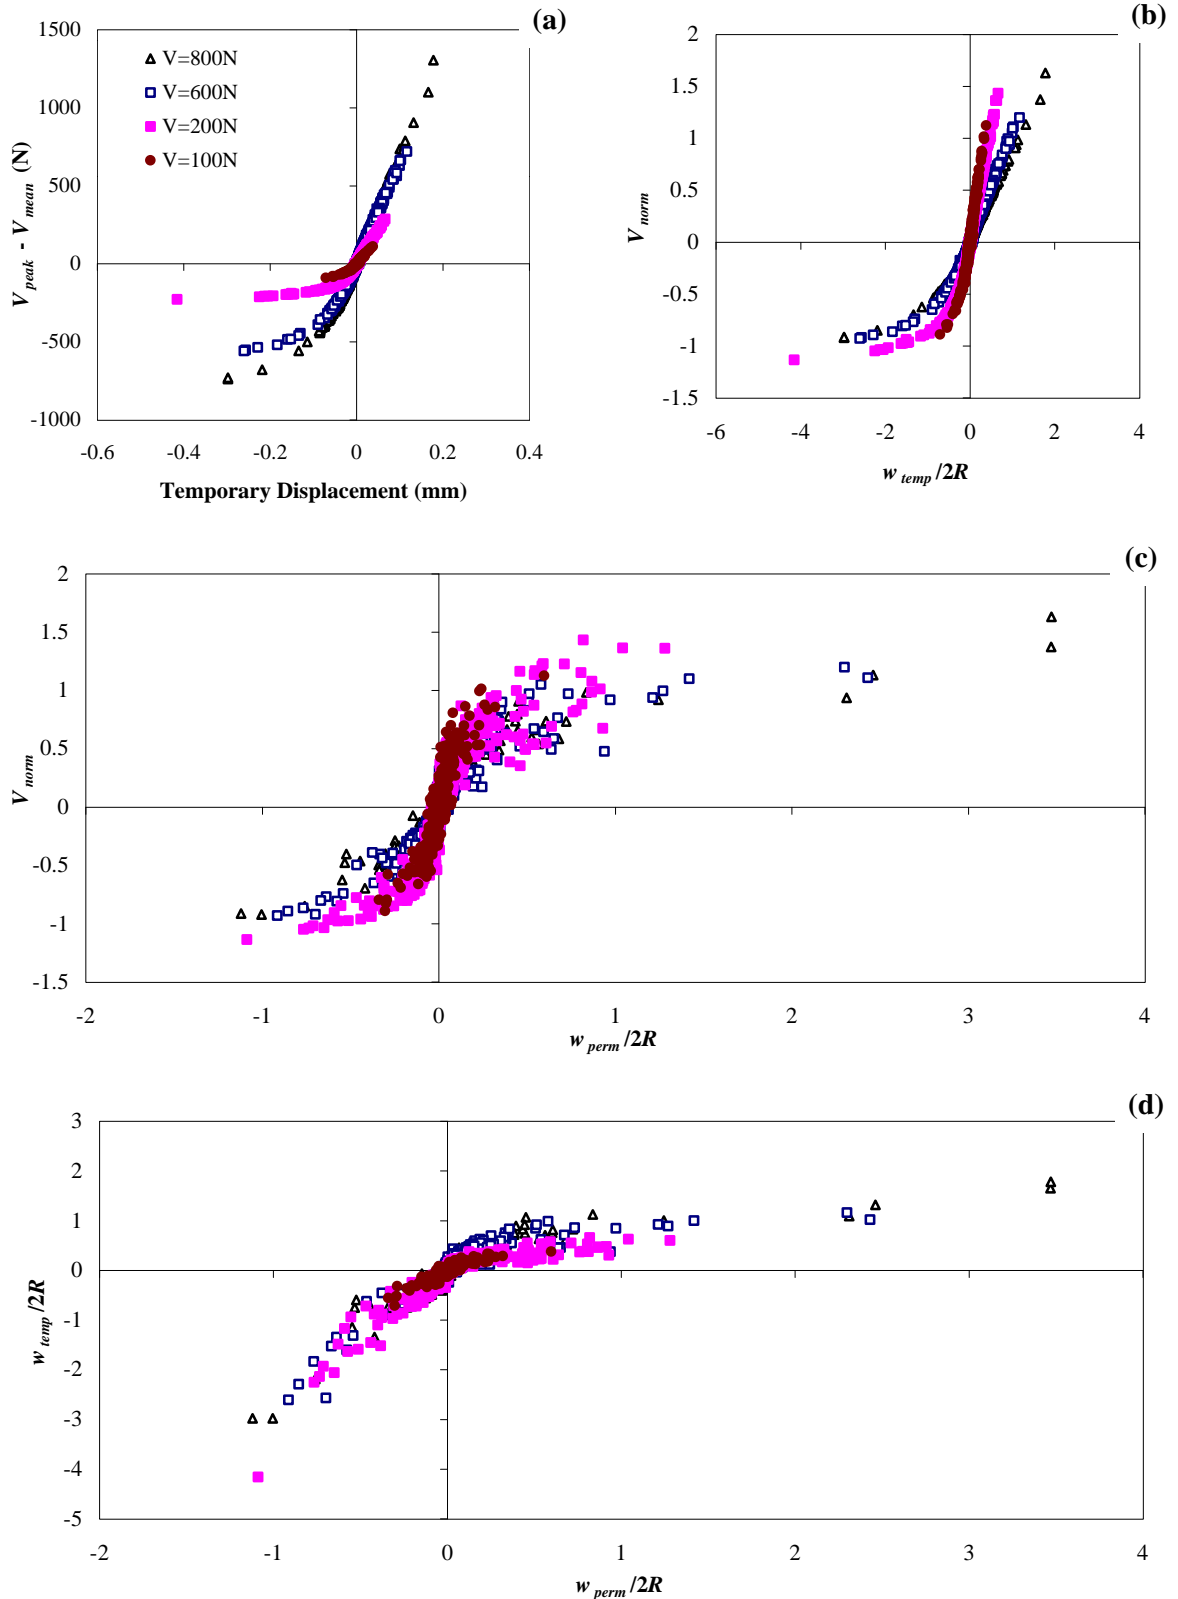 (a)
1500
1000
500
0
-500
-1000
V peak - V mean (N)
V=800N
V=600N
V=200N
V=100N
-0.6 -0.4 -0.2 0 0.2 0.4
Temporary Displacement (mm)
(b)
2
1.5
1
0.5
0
-0.5
-1
-1.5
V norm
-6 -4 -2 0 2 4
w temp /2R
(c)
2
1.5
1
0.5
0
-0.5
-1
-1.5
V norm
-2 -1 0 1 2 3 4
w perm /2R
(d)
3
2
1
0
-1
-2
-3
-4
-5
w temp /2R
-2 -1 0 1 2 3 4
w perm /2R